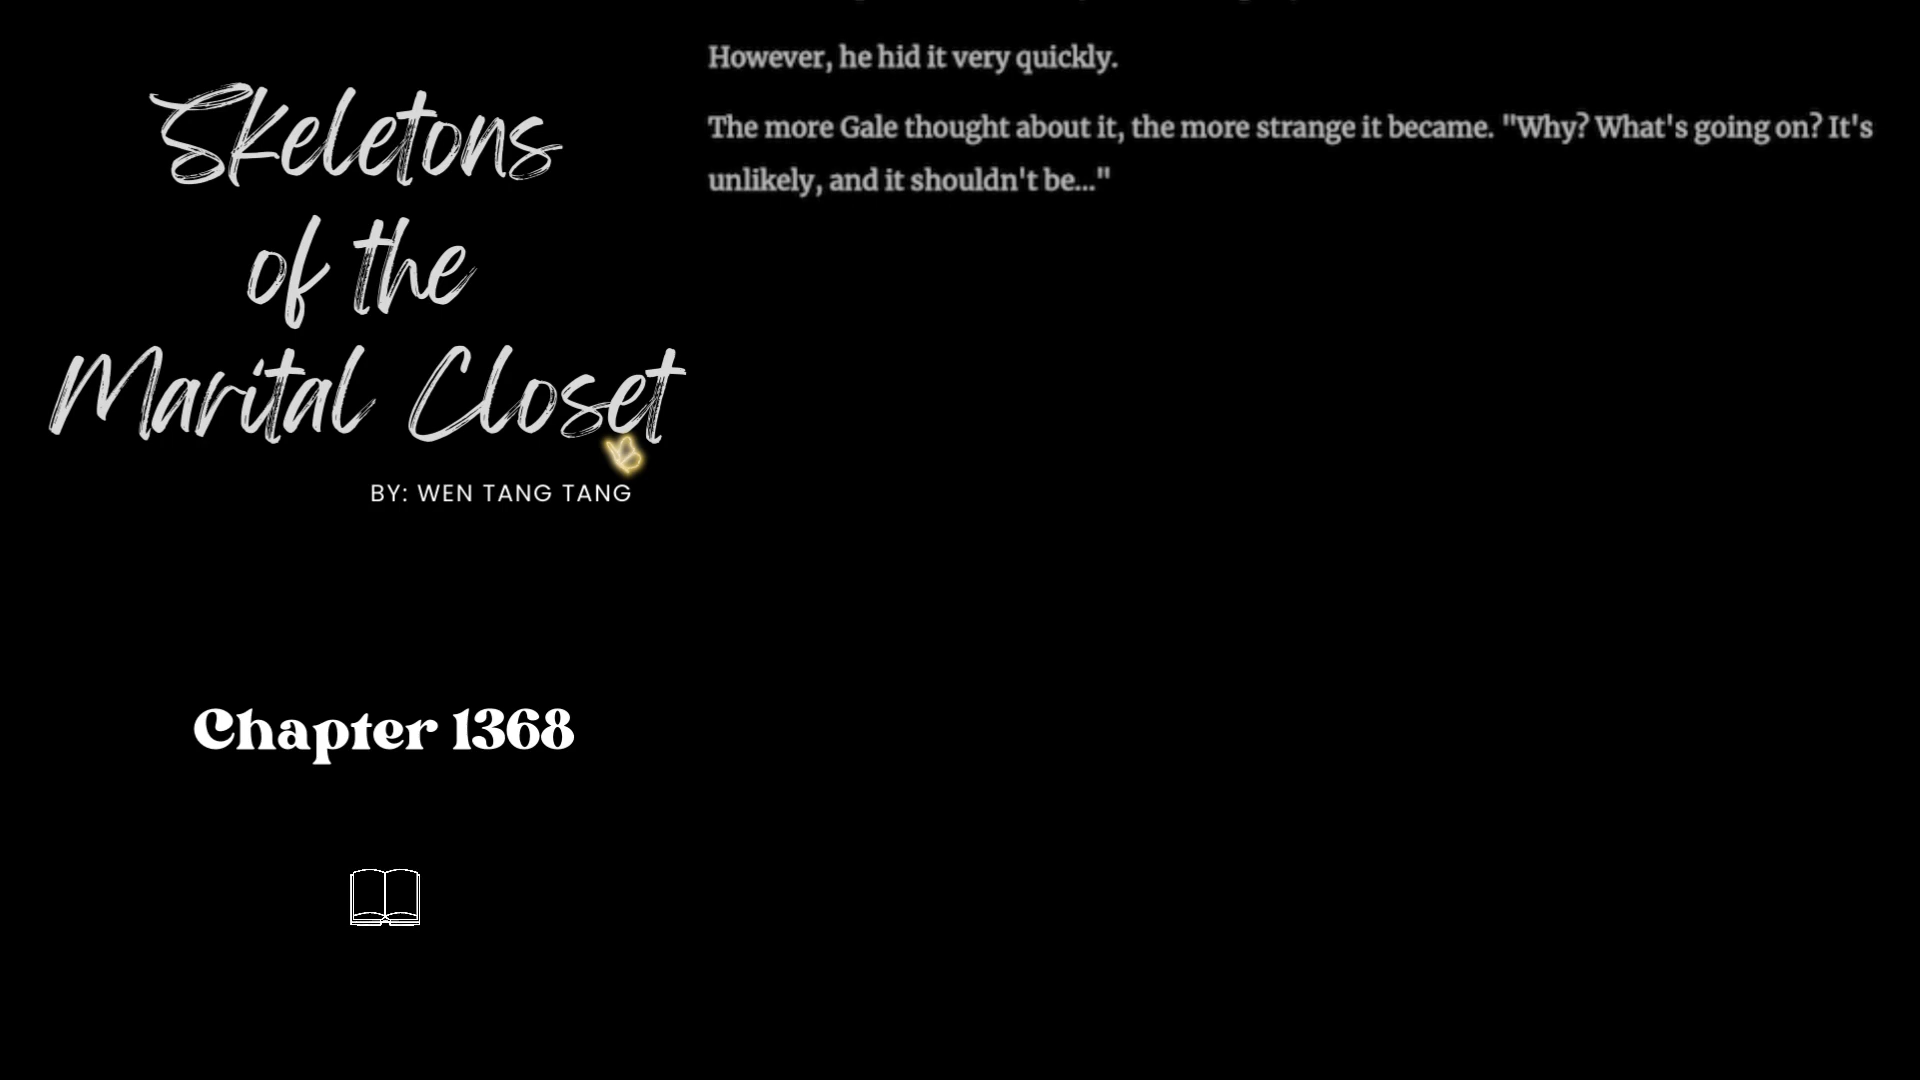 Skeletons
of the
Marital Closet
BY: WEN TANG TANG
Chapter 1368
However, he hid it very quickly.
The more Gale thought about it, the more strange it became. "Why? What's going on? It's
unlikely, and it shouldn't be..."